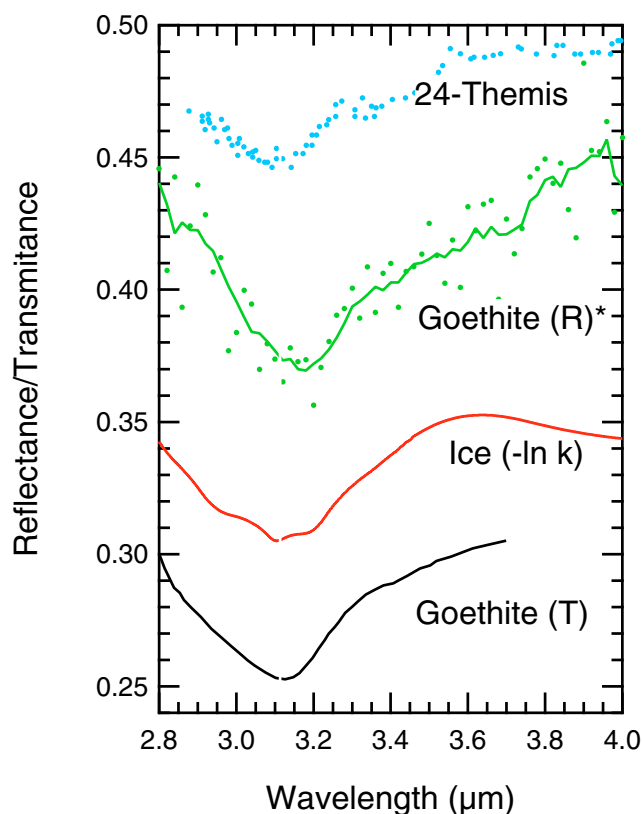 0.50
0.45
0.40
0.35
0.30
0.25
Reflectance/Transmitance
24-Themis
Goethite (R)*
Ice (-ln k)
Goethite (T)
2.8 3.0 3.2 3.4 3.6 3.8 4.0
Wavelength (µm)